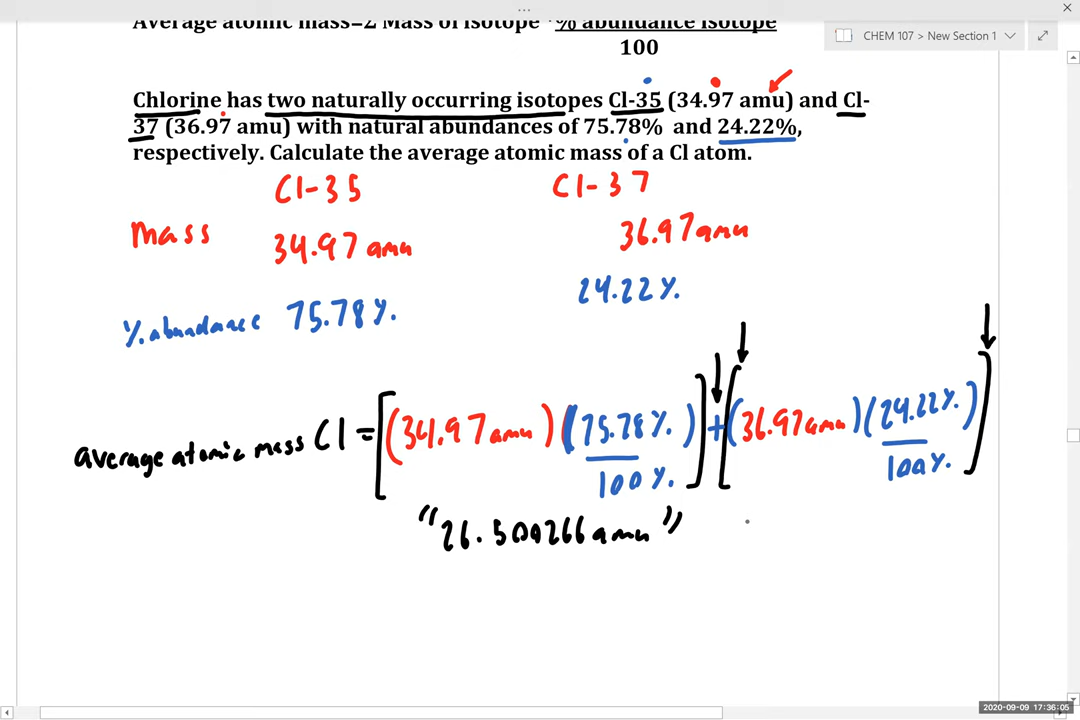 ...
CHEM 107 > New Section 1
Average atomic mass=Σ Mass of isotope *% abundance isotope
100
Chlorine has two naturally occurring isotopes Cl-35 (34.97 amu) and Cl-
37 (36.97 amu) with natural abundances of 75.78% and 24.22%,
respectively. Calculate the average atomic mass of a Cl atom.
Cl-35 Cl-37
Mass 34.97 amu 36.97 amu
% abundance 75.78% 24.22%
average atomic mass Cl = [(34.97 amu)(75.78%/100%)] + [(36.97 amu)(24.22%/100%)]
"26.500266 amu"
2020-09-09 17:36:05